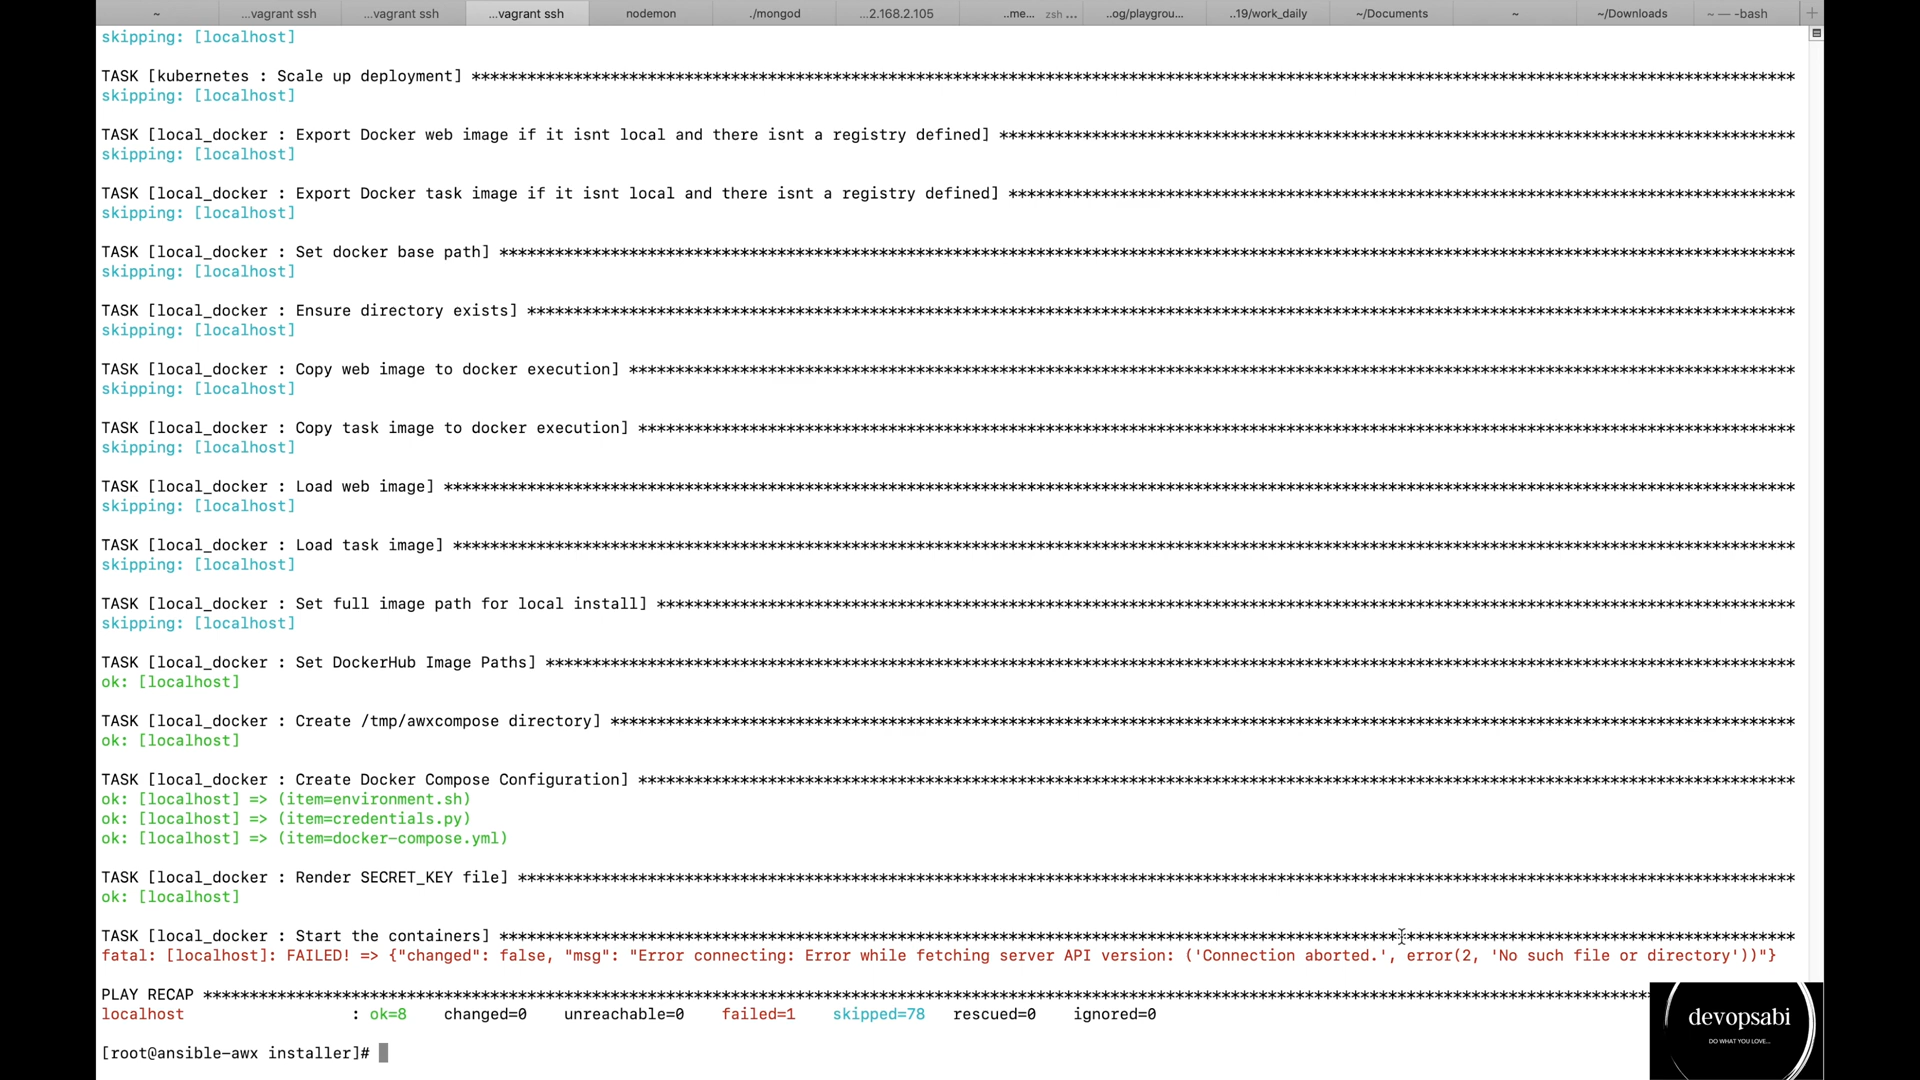 ~ ...vagrant ssh ...vagrant ssh ...vagrant ssh nodemon ./mongod ...2.168.2.105 ..me... zsh ... ..og/playgrou... ..19/work_daily ~/Documents ~ ~/Downloads ~ — -bash +
skipping: [localhost]
TASK [kubernetes : Scale up deployment] ***********************************************************************************************************************************************
skipping: [localhost]
TASK [local_docker : Export Docker web image if it isnt local and there isnt a registry defined] **************************************************************************************
skipping: [localhost]
TASK [local_docker : Export Docker task image if it isnt local and there isnt a registry defined] *************************************************************************************
skipping: [localhost]
TASK [local_docker : Set docker base path] ********************************************************************************************************************************************
skipping: [localhost]
TASK [local_docker : Ensure directory exists] *****************************************************************************************************************************************
skipping: [localhost]
TASK [local_docker : Copy web image to docker execution] ******************************************************************************************************************************
skipping: [localhost]
TASK [local_docker : Copy task image to docker execution] *****************************************************************************************************************************
skipping: [localhost]
TASK [local_docker : Load web image] **************************************************************************************************************************************************
skipping: [localhost]
TASK [local_docker : Load task image] *************************************************************************************************************************************************
skipping: [localhost]
TASK [local_docker : Set full image path for local install] ***************************************************************************************************************************
skipping: [localhost]
TASK [local_docker : Set DockerHub Image Paths] ***************************************************************************************************************************************
ok: [localhost]
TASK [local_docker : Create /tmp/awxcompose directory] ********************************************************************************************************************************
ok: [localhost]
TASK [local_docker : Create Docker Compose Configuration] *****************************************************************************************************************************
ok: [localhost] => (item=environment.sh)
ok: [localhost] => (item=credentials.py)
ok: [localhost] => (item=docker-compose.yml)
TASK [local_docker : Render SECRET_KEY file] ******************************************************************************************************************************************
ok: [localhost]
TASK [local_docker : Start the containers] ********************************************************************************************************************************************
fatal: [localhost]: FAILED! => {"changed": false, "msg": "Error connecting: Error while fetching server API version: ('Connection aborted.', error(2, 'No such file or directory'))"}
PLAY RECAP ************************************************************************************************************************************************************
localhost : ok=8 changed=0 unreachable=0 failed=1 skipped=78 rescued=0 ignored=0
[root@ansible-awx installer]#
devopsabi
DO WHAT YOU LOVE...